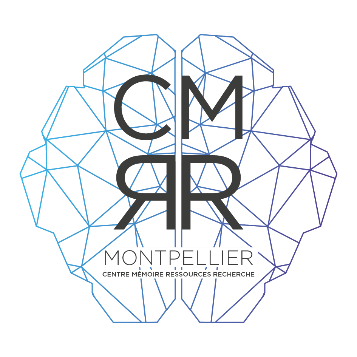 CM
RR
MONTPELLIER
CENTRE MÉMOIRE RESSOURCES RECHERCHE